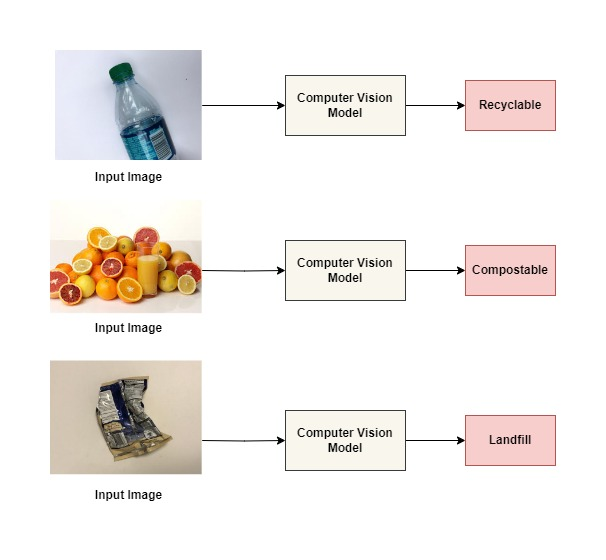 Computer Vision
Model
Recyclable
Input Image
Computer Vision
Model
Compostable
Input Image
Computer Vision
Model
Landfill
Input Image